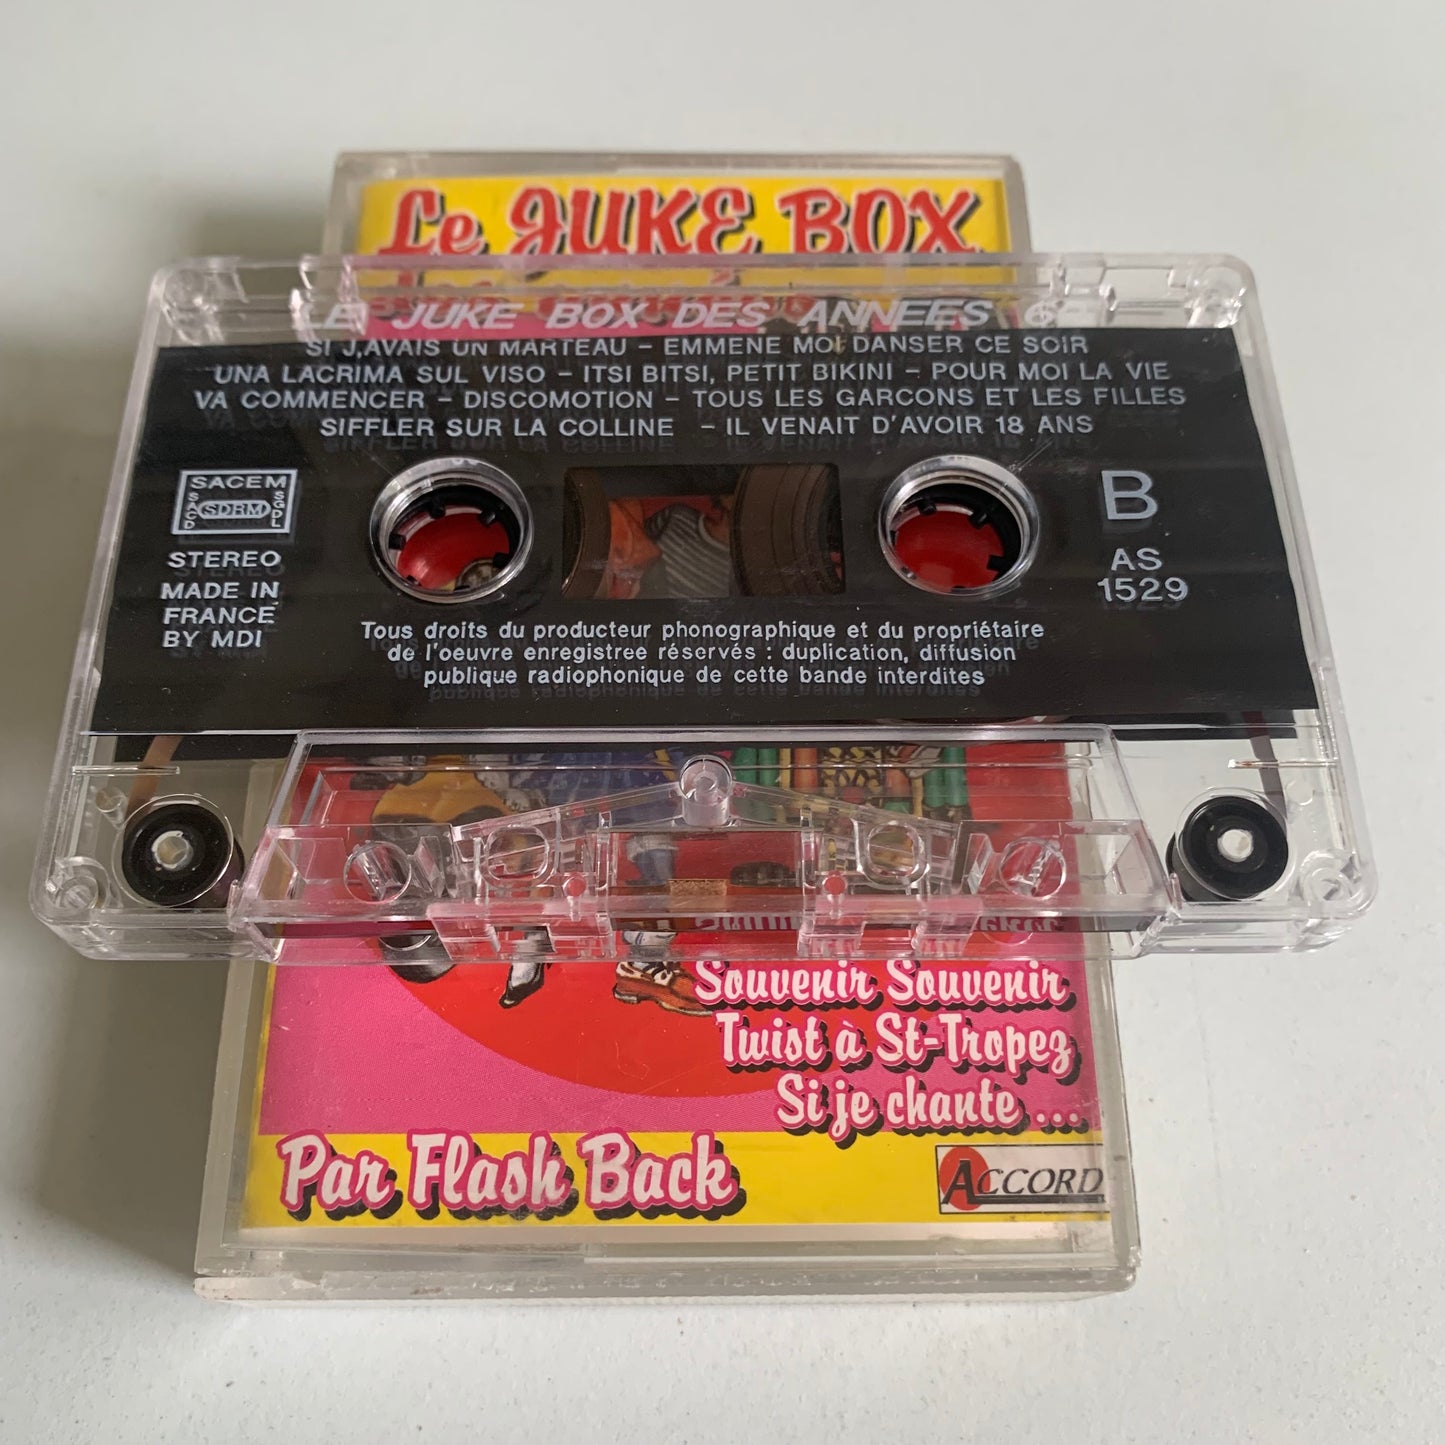 Le JUKE BOX
LE JUKE BOX DES ANNEES 6
SI J,AVAIS UN MARTEAU - EMMENE MOI DANSER CE SOIR
UNA LACRIMA SUL VISO - ITSI BITSI, PETIT BIKINI - POUR MOI LA VIE
VA COMMENCER - DISCOMOTION - TOUS LES GARCONS ET LES FILLES
SIFFLER SUR LA COLLINE - IL VENAIT D'AVOIR 18 ANS
SACEM
SACD
SDRM
SGDL
STEREO
MADE IN
FRANCE
BY MDI
B
AS
1529
Tous droits du producteur phonographique et du propriétaire
de l'oeuvre enregistree réservés : duplication, diffusion
publique radiophonique de cette bande interdites
Souvenir Souvenir
Twist à St-Tropez
Si je chante ...
Par Flash Back
ACCORD